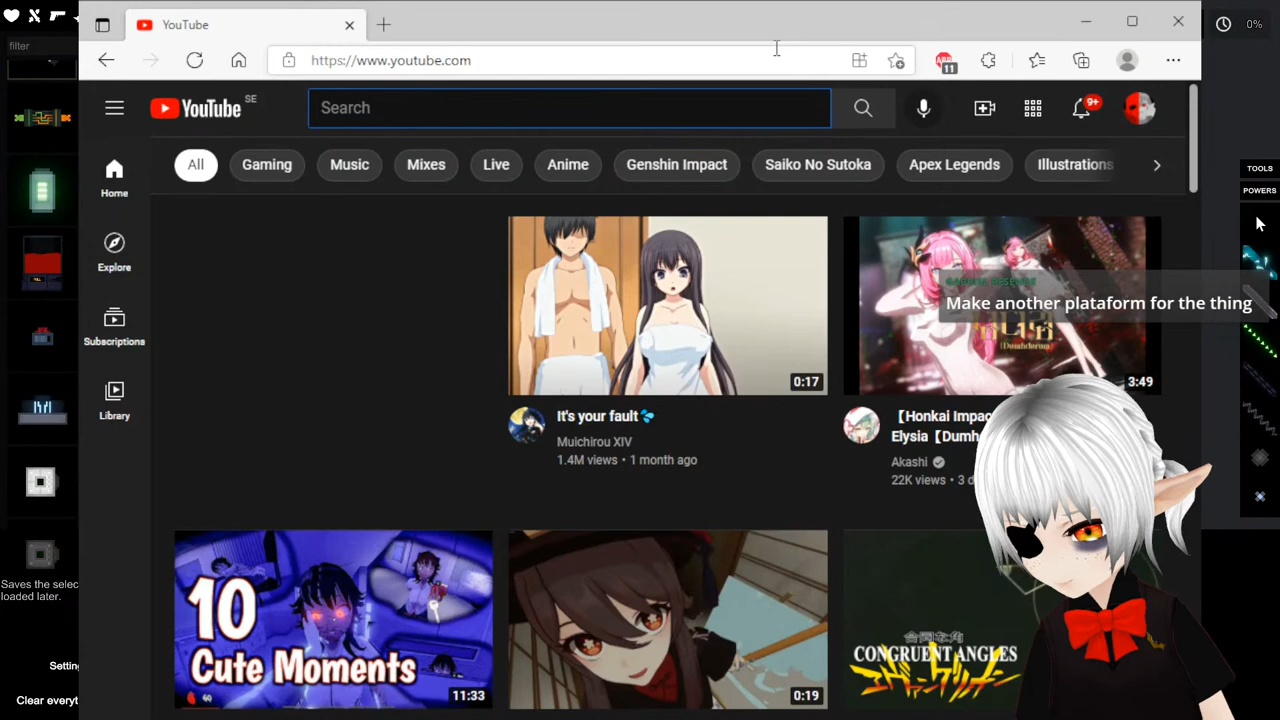 YouTube
https://www.youtube.com
11
0%
filter
YouTube SE
Search
9+
All
Gaming
Music
Mixes
Live
Anime
Genshin Impact
Saiko No Sutoka
Apex Legends
Illustrations
TOOLS
POWERS
Home
Explore
Subscriptions
Library
Make another plataform for the thing
0:17
3:49
It's your fault💦
Muichirou XIV
1.4M views • 1 month ago
【Honkai Impac
Elysia【Dumh
Akashi
22K views • 3 d
Saves the selec
loaded later.
Setting
Clear everyt
10
Cute Moments
11:33
0:19
CONGRUENT ANGLES